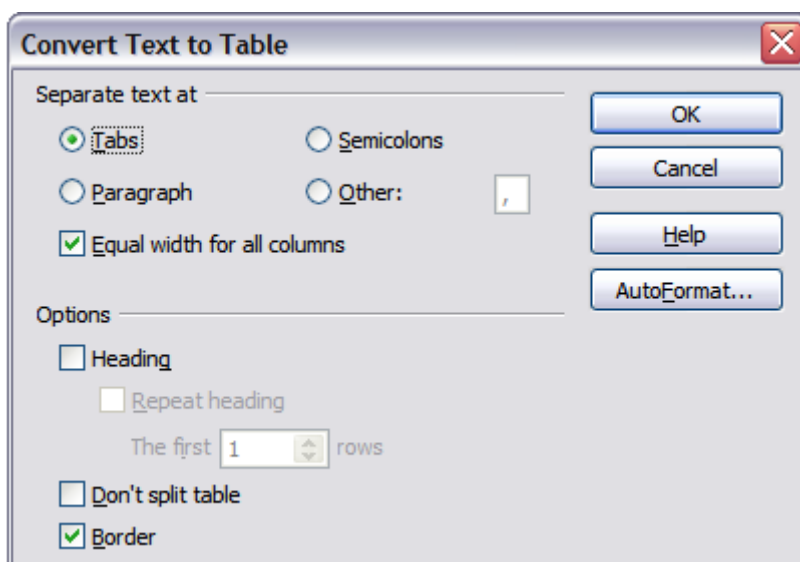 Convert Text to Table
Separate text at
Tabs
Semicolons
Paragraph
Other:
,
Equal width for all columns
OK
Cancel
Help
AutoFormat...
Options
Heading
Repeat heading
The first 1 rows
Don't split table
Border